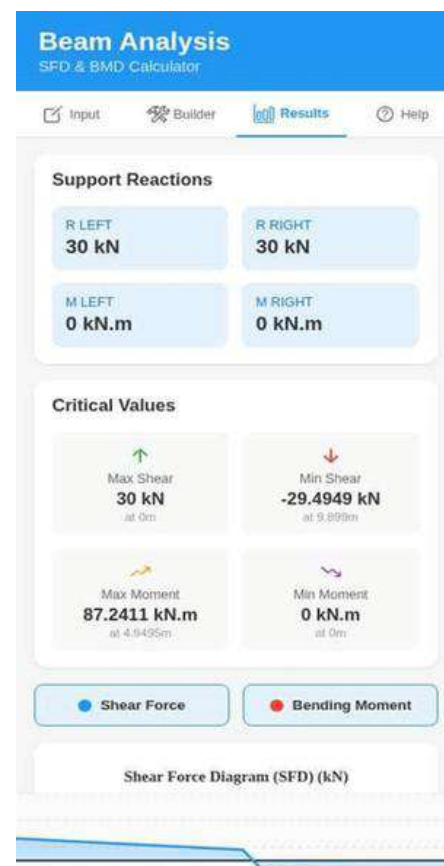 Beam Analysis
SFD & BMD Calculator
Input Builder Results Help
Support Reactions
R LEFT R RIGHT
30 kN 30 kN
M LEFT M RIGHT
0 kN.m 0 kN.m
Critical Values
Max Shear Min Shear
30 kN -29.4949 kN
at 0m at 9.899m
Max Moment Min Moment
87.2411 kN.m 0 kN.m
at 4.9495m at 0m
Shear Force Bending Moment
Shear Force Diagram (SFD) (kN)